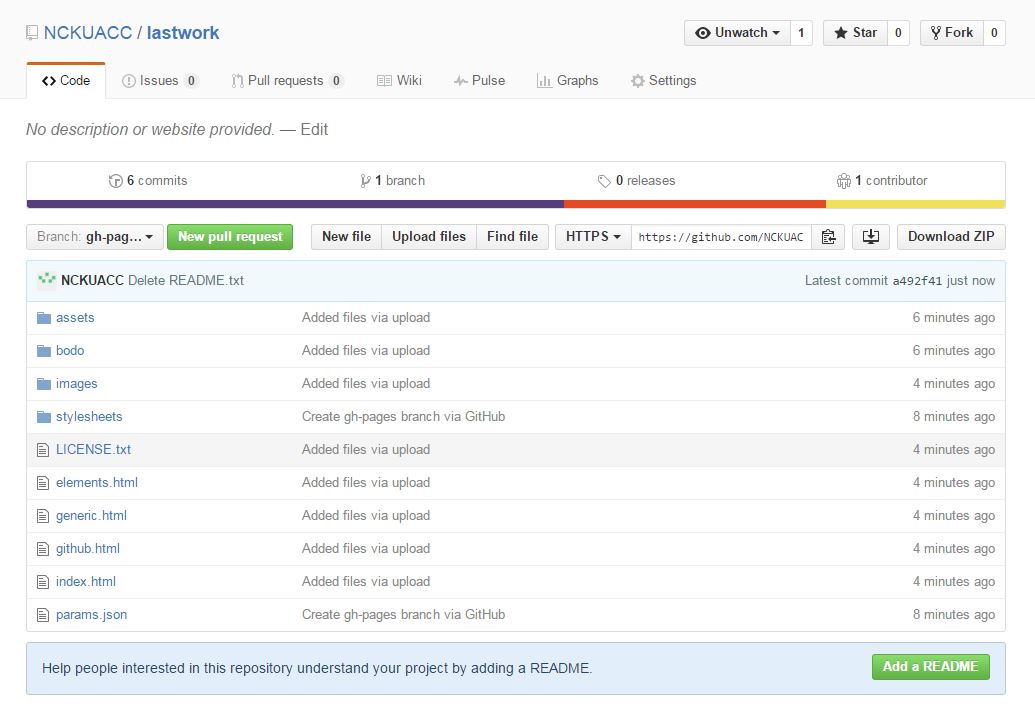 NCKUACC / lastwork Unwatch 1 Star 0 Fork 0
Code Issues 0 Pull requests 0 Wiki Pulse Graphs Settings
No description or website provided. — Edit
6 commits 1 branch 0 releases 1 contributor
Branch: gh-pag... New pull request New file Upload files Find file HTTPS https://github.com/NCKUAC Download ZIP
NCKUACC Delete README.txt Latest commit a492f41 just now
assets Added files via upload 6 minutes ago
bodo Added files via upload 6 minutes ago
images Added files via upload 4 minutes ago
stylesheets Create gh-pages branch via GitHub 8 minutes ago
LICENSE.txt Added files via upload 4 minutes ago
elements.html Added files via upload 4 minutes ago
generic.html Added files via upload 4 minutes ago
github.html Added files via upload 4 minutes ago
index.html Added files via upload 4 minutes ago
params.json Create gh-pages branch via GitHub 8 minutes ago
Help people interested in this repository understand your project by adding a README. Add a README